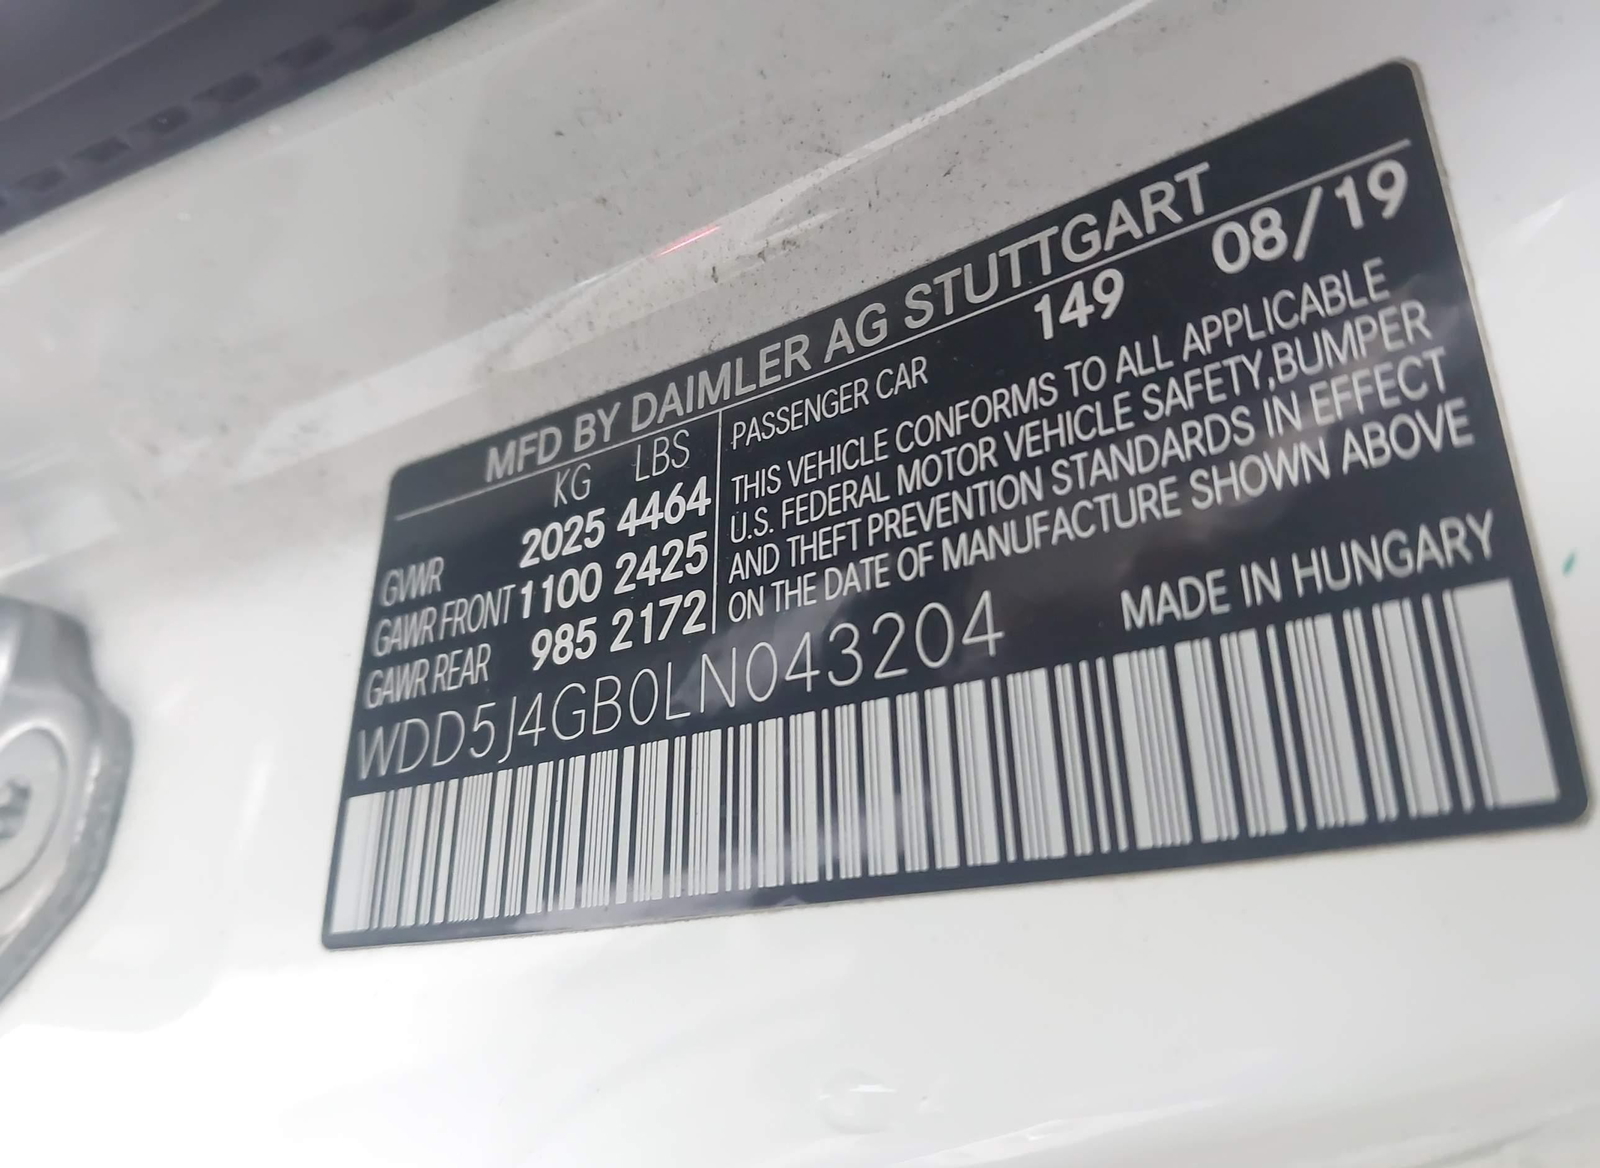 MFD BY DAIMLER AG STUTTGART
KG LBS
GVWR 2025 4464
GAWR FRONT 1100 2425
GAWR REAR 985 2172
PASSENGER CAR 149 08/19
THIS VEHICLE CONFORMS TO ALL APPLICABLE
U.S. FEDERAL MOTOR VEHICLE SAFETY,BUMPER
AND THEFT PREVENTION STANDARDS IN EFFECT
ON THE DATE OF MANUFACTURE SHOWN ABOVE
WDD5J4GB0LN043204 MADE IN HUNGARY